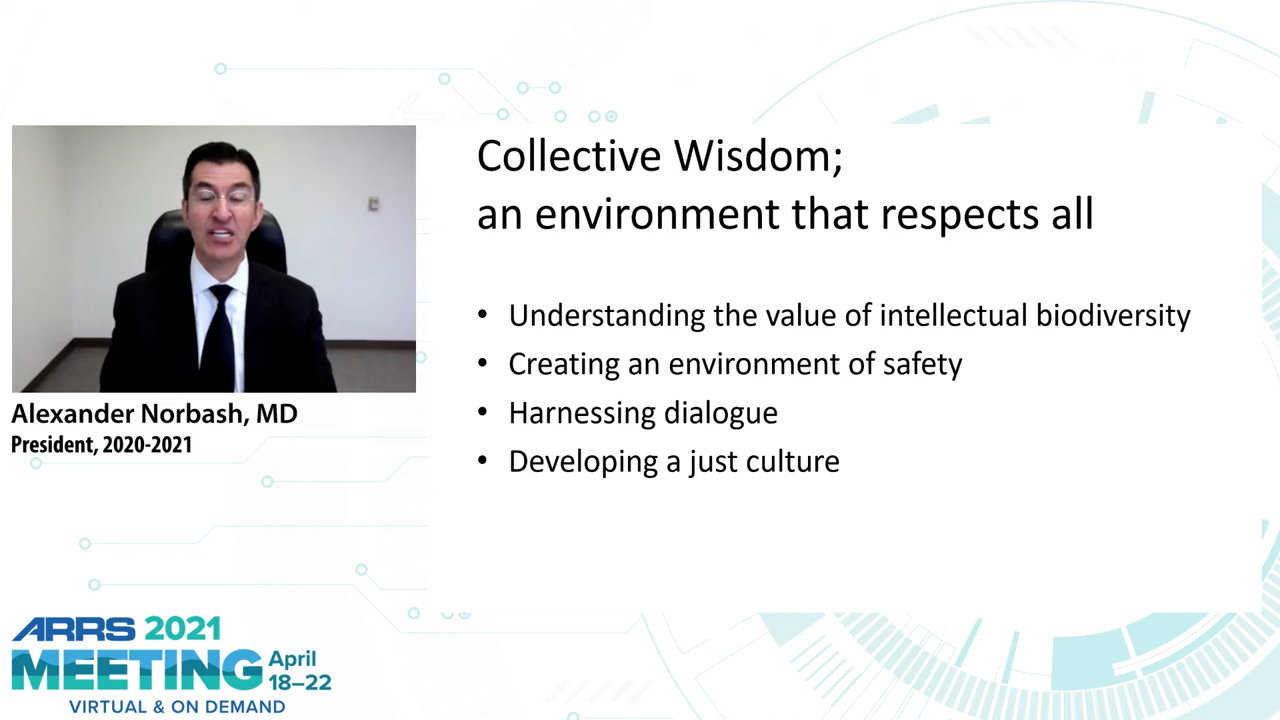 Collective Wisdom;
an environment that respects all
• Understanding the value of intellectual biodiversity
• Creating an environment of safety
• Harnessing dialogue
• Developing a just culture
Alexander Norbash, MD
President, 2020-2021
ARRS 2021
MEETING
April
18–22
VIRTUAL & ON DEMAND